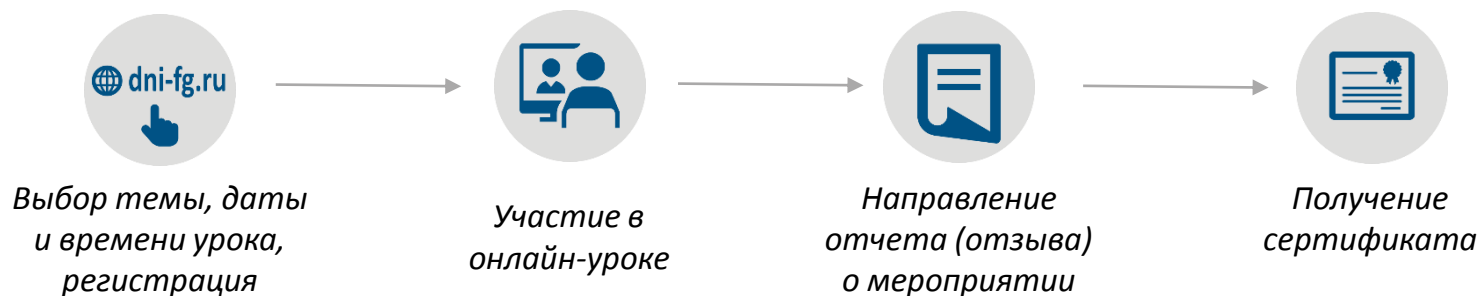 dni-fg.ru
Выбор темы, даты
и времени урока,
регистрация
Участие в
онлайн-уроке
Направление
отчета (отзыва)
о мероприятии
Получение
сертификата